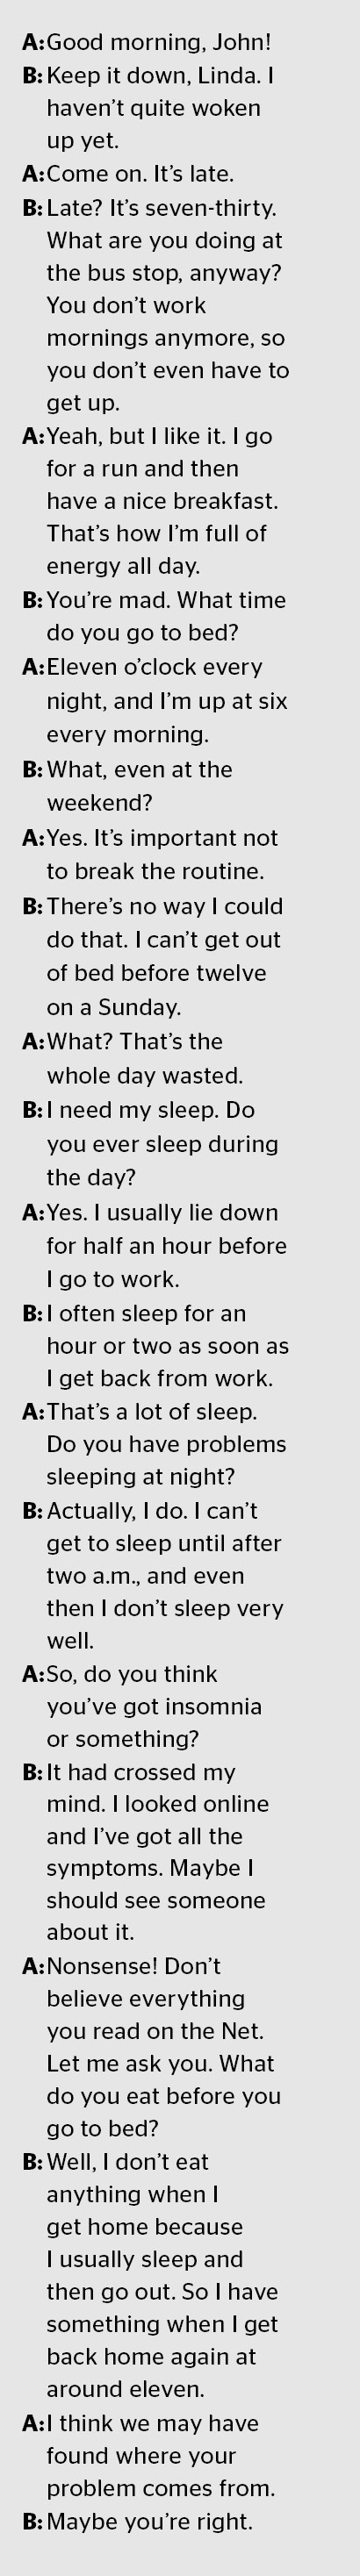 A: Good morning, John!
B: Keep it down, Linda. I
haven’t quite woken
up yet.
A: Come on. It’s late.
B: Late? It’s seven-thirty.
What are you doing at
the bus stop, anyway?
You don’t work
mornings anymore, so
you don’t even have to
get up.
A: Yeah, but I like it. I go
for a run and then
have a nice breakfast.
That’s how I’m full of
energy all day.
B: You’re mad. What time
do you go to bed?
A: Eleven o’clock every
night, and I’m up at six
every morning.
B: What, even at the
weekend?
A: Yes. It’s important not
to break the routine.
B: There’s no way I could
do that. I can’t get out
of bed before twelve
on a Sunday.
A: What? That’s the
whole day wasted.
B: I need my sleep. Do
you ever sleep during
the day?
A: Yes. I usually lie down
for half an hour before
I go to work.
B: I often sleep for an
hour or two as soon as
I get back from work.
A: That’s a lot of sleep.
Do you have problems
sleeping at night?
B: Actually, I do. I can’t
get to sleep until after
two a.m., and even
then I don’t sleep very
well.
A: So, do you think
you’ve got insomnia
or something?
B: It had crossed my
mind. I looked online
and I’ve got all the
symptoms. Maybe I
should see someone
about it.
A: Nonsense! Don’t
believe everything
you read on the Net.
Let me ask you. What
do you eat before you
go to bed?
B: Well, I don’t eat
anything when I
get home because
I usually sleep and
then go out. So I have
something when I get
back home again at
around eleven.
A: I think we may have
found where your
problem comes from.
B: Maybe you’re right.